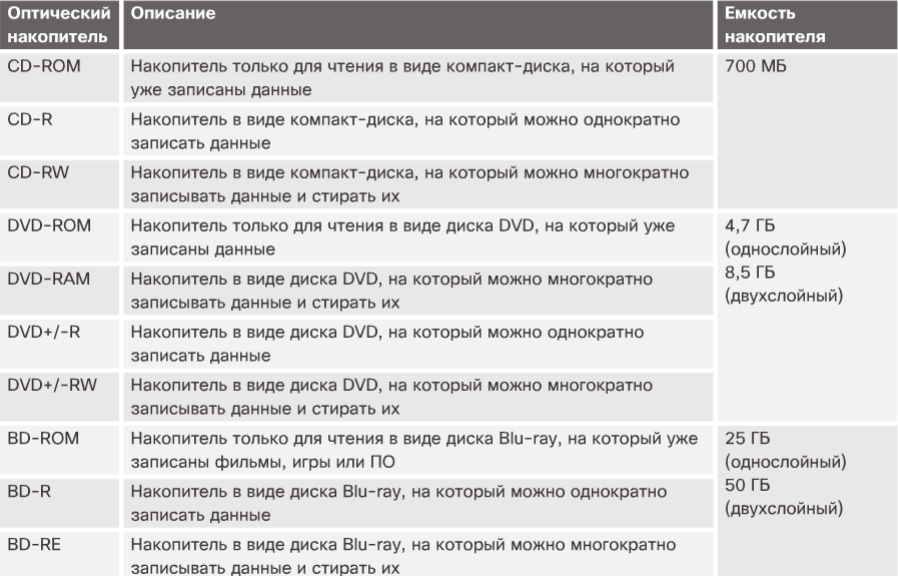 Оптический накопитель
Описание
Емкость накопителя
CD-ROM
Накопитель только для чтения в виде компакт-диска, на который
уже записаны данные
700 МБ
CD-R
Накопитель в виде компакт-диска, на который можно однократно
записать данные
CD-RW
Накопитель в виде компакт-диска, на который можно многократно
записывать данные и стирать их
DVD-ROM
Накопитель только для чтения в виде диска DVD, на который уже
записаны данные
4,7 ГБ
(однослойный)
8,5 ГБ
(двухслойный)
DVD-RAM
Накопитель в виде диска DVD, на который можно многократно
записывать данные и стирать их
DVD+/-R
Накопитель в виде диска DVD, на который можно однократно
записать данные
DVD+/-RW
Накопитель в виде диска DVD, на который можно многократно
записывать данные и стирать их
BD-ROM
Накопитель только для чтения в виде диска Blu-ray, на который уже
записаны фильмы, игры или ПО
25 ГБ
(однослойный)
50 ГБ
(двухслойный)
BD-R
Накопитель в виде диска Blu-ray, на который можно однократно
записать данные
BD-RE
Накопитель в виде диска Blu-ray, на который можно многократно
записывать данные и стирать их